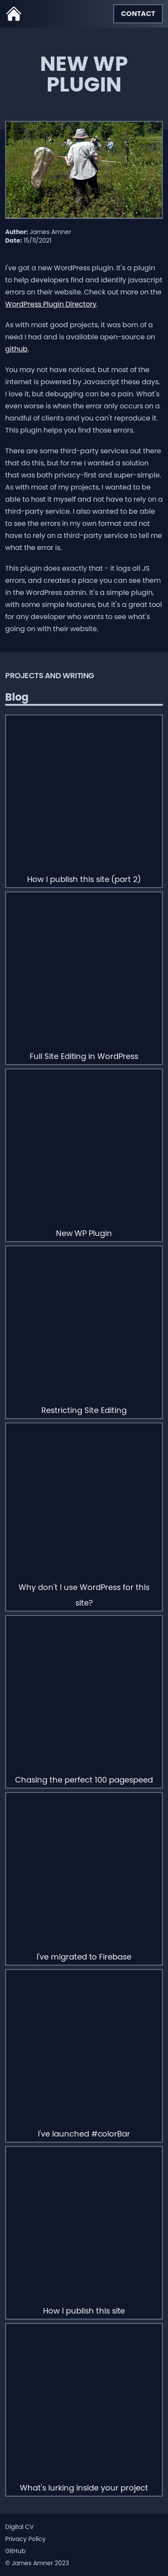 CONTACT
NEW WP
PLUGIN
Author: James Amner
Date: 15/11/2021
I've got a new WordPress plugin. It's a plugin
to help developers find and identify javascript
errors on their website. Check out more on the
WordPress Plugin Directory.
As with most good projects, it was born of a
need I had and is available open-source on
github.
You may not have noticed, but most of the
internet is powered by Javascript these days.
I love it, but debugging can be a pain. What's
even worse is when the error only occurs on a
handful of clients and you can't reproduce it.
This plugin helps you find those errors.
There are some third-party services out there
that do this, but for me I wanted a solution
that was both privacy-first and super-simple.
As with most of my projects, I wanted to be
able to host it myself and not have to rely on a
third-party service. I also wanted to be able
to see the errors in my own format and not
have to rely on a third-party service to tell me
what the error is.
This plugin does exactly that - it logs all JS
errors, and creates a place you can see them
in the WordPress admin. It's a simple plugin,
with some simple features, but it's a great tool
for any developer who wants to see what's
going on with their website.
PROJECTS AND WRITING
Blog
How I publish this site (part 2)
Full Site Editing in WordPress
New WP Plugin
Restricting Site Editing
Why don't I use WordPress for this
site?
Chasing the perfect 100 pagespeed
I've migrated to Firebase
I've launched #colorBar
How I publish this site
What's lurking inside your project
Digital CV
Privacy Policy
GitHub
© James Amner 2023